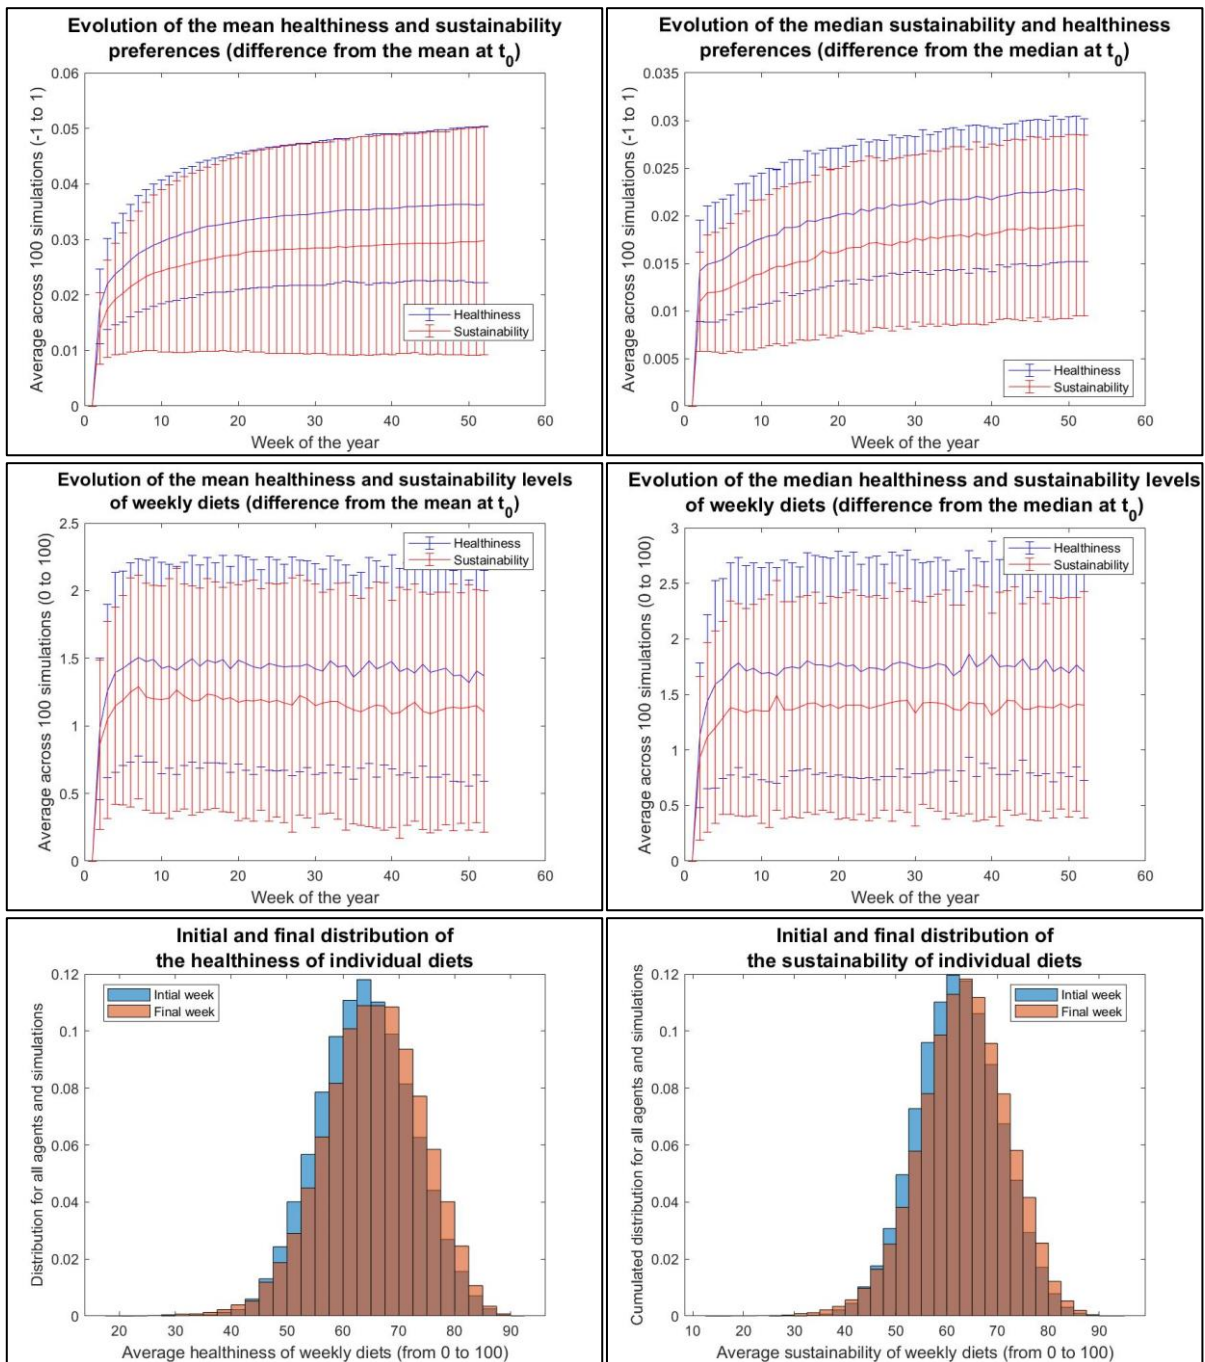 Evolution of the mean healthiness and sustainability
preferences (difference from the mean at t0)
0.06
0.05
0.04
0.03
0.02
0.01
0
Average across 100 simulations (-1 to 1)
Healthiness
Sustainability
0 10 20 30 40 50 60
Week of the year
Evolution of the median sustainability and healthiness
preferences (difference from the median at t0)
0.035
0.03
0.025
0.02
0.015
0.01
0.005
0
Average across 100 simulations (-1 to 1)
Healthiness
Sustainability
0 10 20 30 40 50 60
Week of the year
Evolution of the mean healthiness and sustainability levels
of weekly diets (difference from the mean at t0)
2.5
2
1.5
1
0.5
0
Average across 100 simulations (0 to 100)
Healthiness
Sustainability
0 10 20 30 40 50 60
Week of the year
Evolution of the median healthiness and sustainability levels
of weekly diets (difference from the median at t0)
3
2.5
2
1.5
1
0.5
0
Average across 100 simulations (0 to 100)
Healthiness
Sustainability
0 10 20 30 40 50 60
Week of the year
Initial and final distribution of
the healthiness of individual diets
0.12
0.1
0.08
0.06
0.04
0.02
0
Distribution for all agents and simulations
Intial week
Final week
20 30 40 50 60 70 80 90
Average healthiness of weekly diets (from 0 to 100)
Initial and final distribution of
the sustainability of individual diets
0.12
0.1
0.08
0.06
0.04
0.02
0
Cumulated distribution for all agents and simulations
Intial week
Final week
10 20 30 40 50 60 70 80 90
Average sustainability of weekly diets (from 0 to 100)